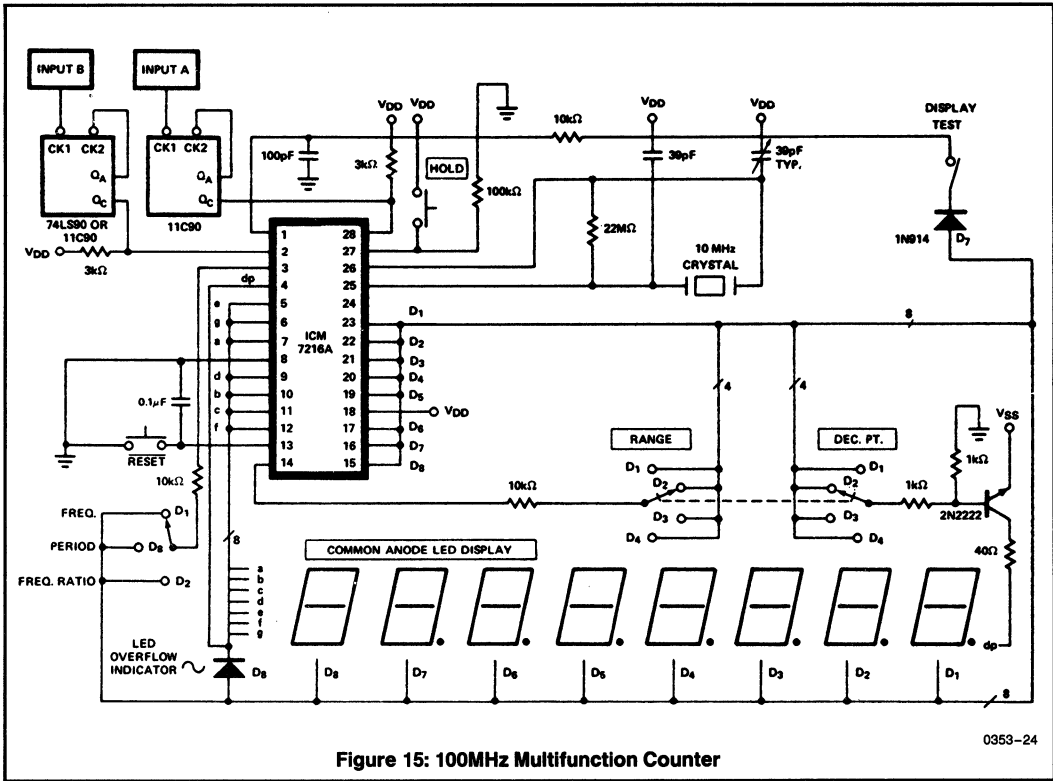 INPUT B
INPUT A
CK1 CK2
QA
QC
74LS90 OR
11C90
CK1 CK2
QA
QC
11C90
VDD
3kΩ
100pF
VDD VDD
3kΩ
HOLD
100kΩ
10kΩ
VDD
39pF
VDD
39pF
TYP.
DISPLAY
TEST
1N914
D7
22MΩ
10 MHz
CRYSTAL
ICM
7216A
1 28
2 27
3 26
4 25
5 24
6 23
7 22
8 21
9 20
10 19
11 18
12 17
13 16
14 15
dp
e
g
a
d
b
c
f
D1
D2
D3
D4
D5
VDD
D6
D7
D8
8
4
4
0.1μF
RESET
10kΩ
10kΩ
RANGE
D1
D2
D3
D4
DEC. PT.
D1
D2
D3
D4
1kΩ
1kΩ
VSS
2N2222
40Ω
FREQ. D1
PERIOD D8
FREQ. RATIO D2
8
COMMON ANODE LED DISPLAY
a
b
c
d
e
f
g
dp
LED
OVERFLOW
INDICATOR
D8
D8 D7 D6 D5 D4 D3 D2 D1
8
0353–24
Figure 15: 100MHz Multifunction Counter